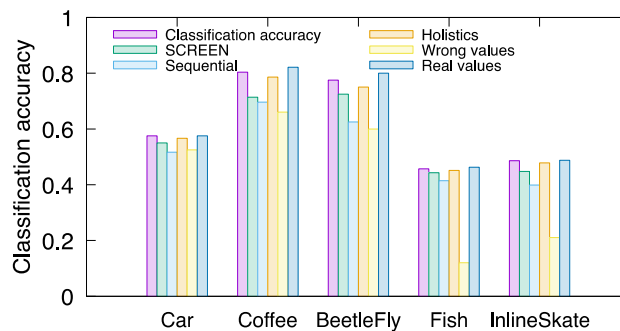 1
0.8
0.6
0.4
0.2
0
Classification accuracy
Classification accuracy
SCREEN
Sequential
Holistics
Wrong values
Real values
Car Coffee BeetleFly Fish InlineSkate